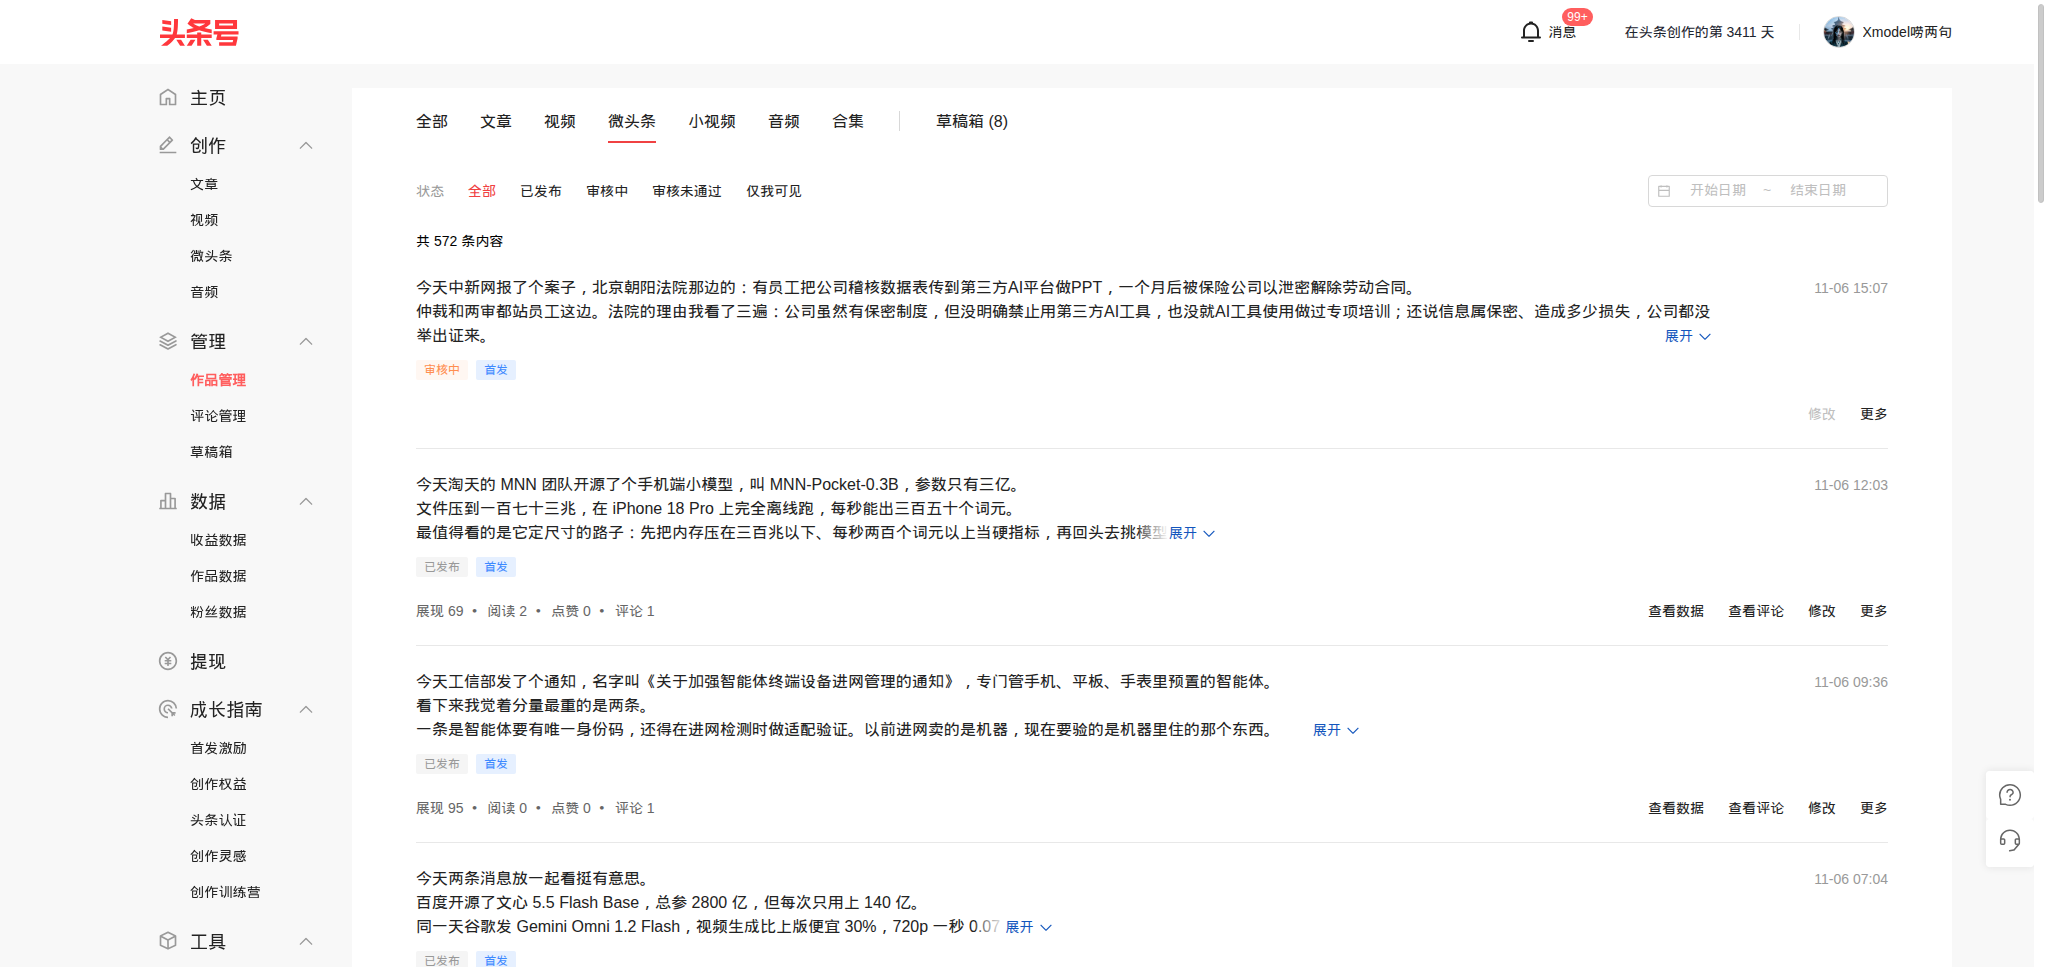 头条号
消息
99+
在头条创作的第 3411 天
Xmodel唠两句
主页
创作
文章
视频
微头条
音频
管理
作品管理
评论管理
草稿箱
数据
收益数据
作品数据
粉丝数据
提现
成长指南
首发激励
创作权益
头条认证
创作灵感
创作训练营
工具
全部 文章 视频 微头条 小视频 音频 合集 草稿箱 (8)
状态 全部 已发布 审核中 审核未通过 仅我可见
开始日期 ~ 结束日期
共 572 条内容
今天中新网报了个案子，北京朝阳法院那边的：有员工把公司稽核数据表传到第三方AI平台做PPT，一个月后被保险公司以泄密解除劳动合同。
11-06 15:07
仲裁和两审都站员工这边。法院的理由我看了三遍：公司虽然有保密制度，但没明确禁止用第三方AI工具，也没就AI工具使用做过专项培训；还说信息属保密、造成多少损失，公司都没
举出证来。
展开
审核中 首发
修改 更多
今天淘天的 MNN 团队开源了个手机端小模型，叫 MNN-Pocket-0.3B，参数只有三亿。
11-06 12:03
文件压到一百七十三兆，在 iPhone 18 Pro 上完全离线跑，每秒能出三百五十个词元。
最值得看的是它定尺寸的路子：先把内存压在三百兆以下、每秒两百个词元以上当硬指标，再回头去挑模型 展开
已发布 首发
展现 69 • 阅读 2 • 点赞 0 • 评论 1
查看数据 查看评论 修改 更多
今天工信部发了个通知，名字叫《关于加强智能体终端设备进网管理的通知》，专门管手机、平板、手表里预置的智能体。
11-06 09:36
看下来我觉着分量最重的是两条。
一条是智能体要有唯一身份码，还得在进网检测时做适配验证。以前进网卖的是机器，现在要验的是机器里住的那个东西。 展开
已发布 首发
展现 95 • 阅读 0 • 点赞 0 • 评论 1
查看数据 查看评论 修改 更多
今天两条消息放一起看挺有意思。
11-06 07:04
百度开源了文心 5.5 Flash Base，总参 2800 亿，但每次只用上 140 亿。
同一天谷歌发 Gemini Omni 1.2 Flash，视频生成比上版便宜 30%，720p 一秒 0.07 展开
已发布 首发